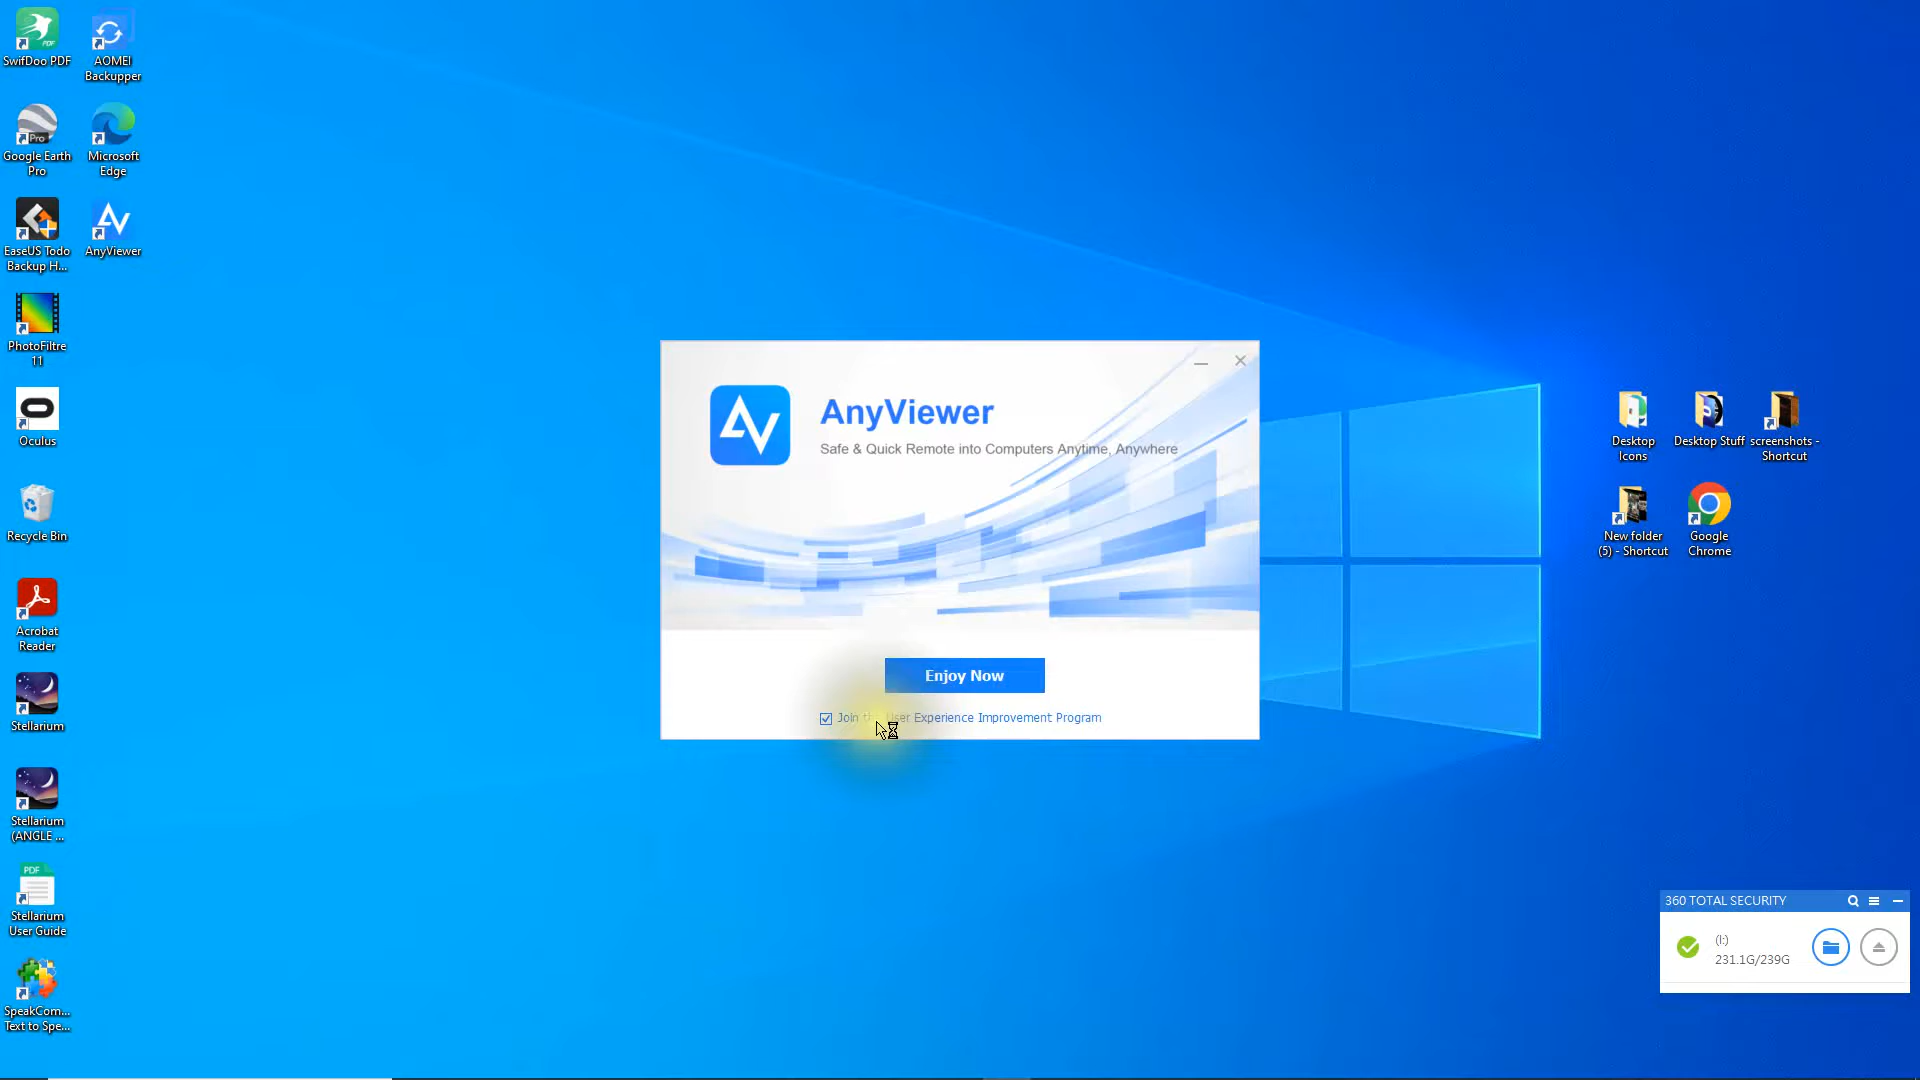 SwifDoo PDF
AOMEI
Backupper
Google Earth
Pro
Microsoft
Edge
EaseUS Todo
Backup H...
AnyViewer
PhotoFiltre
11
Oculus
Recycle Bin
Acrobat
Reader
Stellarium
Stellarium
(ANGLE ...
PDF
Stellarium
User Guide
SpeakCom...
Text to Spe...
AnyViewer
Safe & Quick Remote into Computers Anytime, Anywhere
Enjoy Now
Join the User Experience Improvement Program
Desktop
Icons
Desktop Stuff
screenshots -
Shortcut
New folder
(5) - Shortcut
Google
Chrome
360 TOTAL SECURITY
(I:)
231.1G/239G